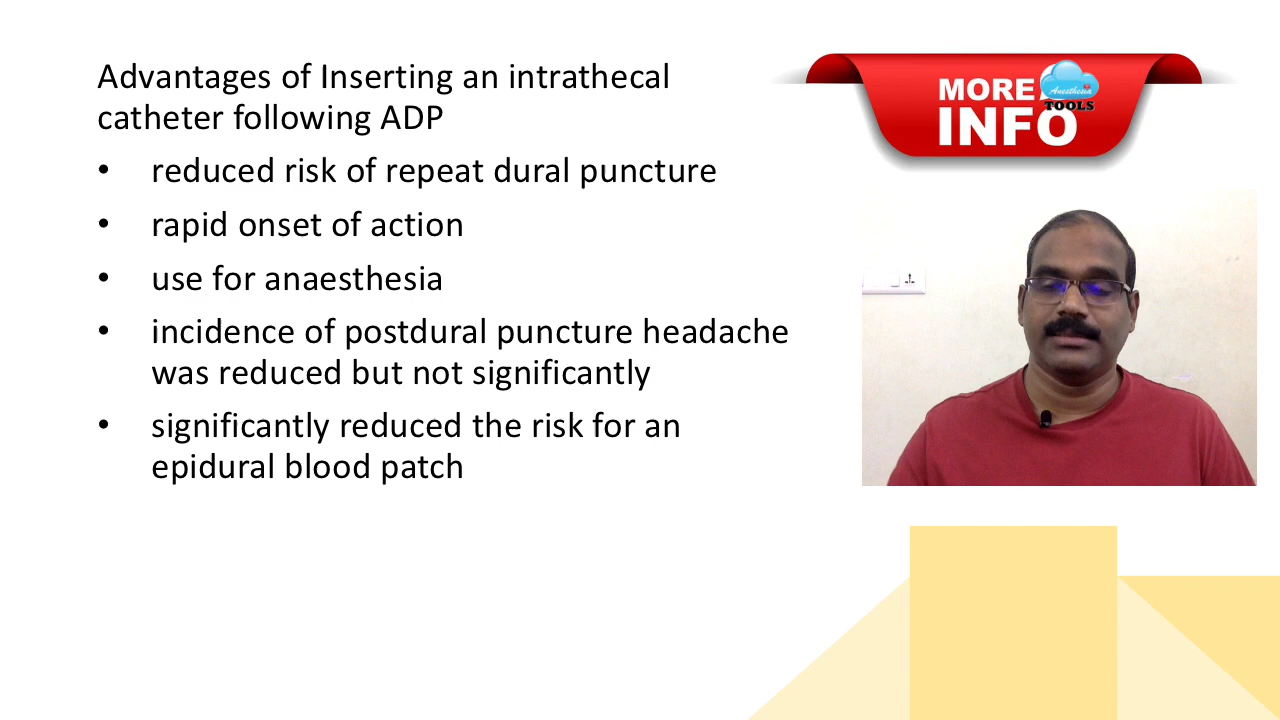 Advantages of Inserting an intrathecal
catheter following ADP
• reduced risk of repeat dural puncture
• rapid onset of action
• use for anaesthesia
• incidence of postdural puncture headache
was reduced but not significantly
• significantly reduced the risk for an
epidural blood patch
MORE
INFO
Anesthesia
TOOLS